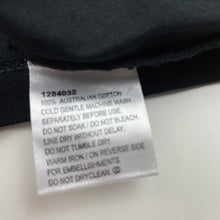 1284032
100% AUSTRALIAN COTTON
COLD GENTLE MACHINE WASH
SEPARATELY BEFORE USE.
DO NOT SOAK / DO NOT BLEACH.
LINE DRY WITHOUT DELAY.
DO NOT TUMBLE DRY
WARM IRON / ON REVERSE SIDE
FOR EMBELLISHMENTS.
DO NOT DRYCLEAN.